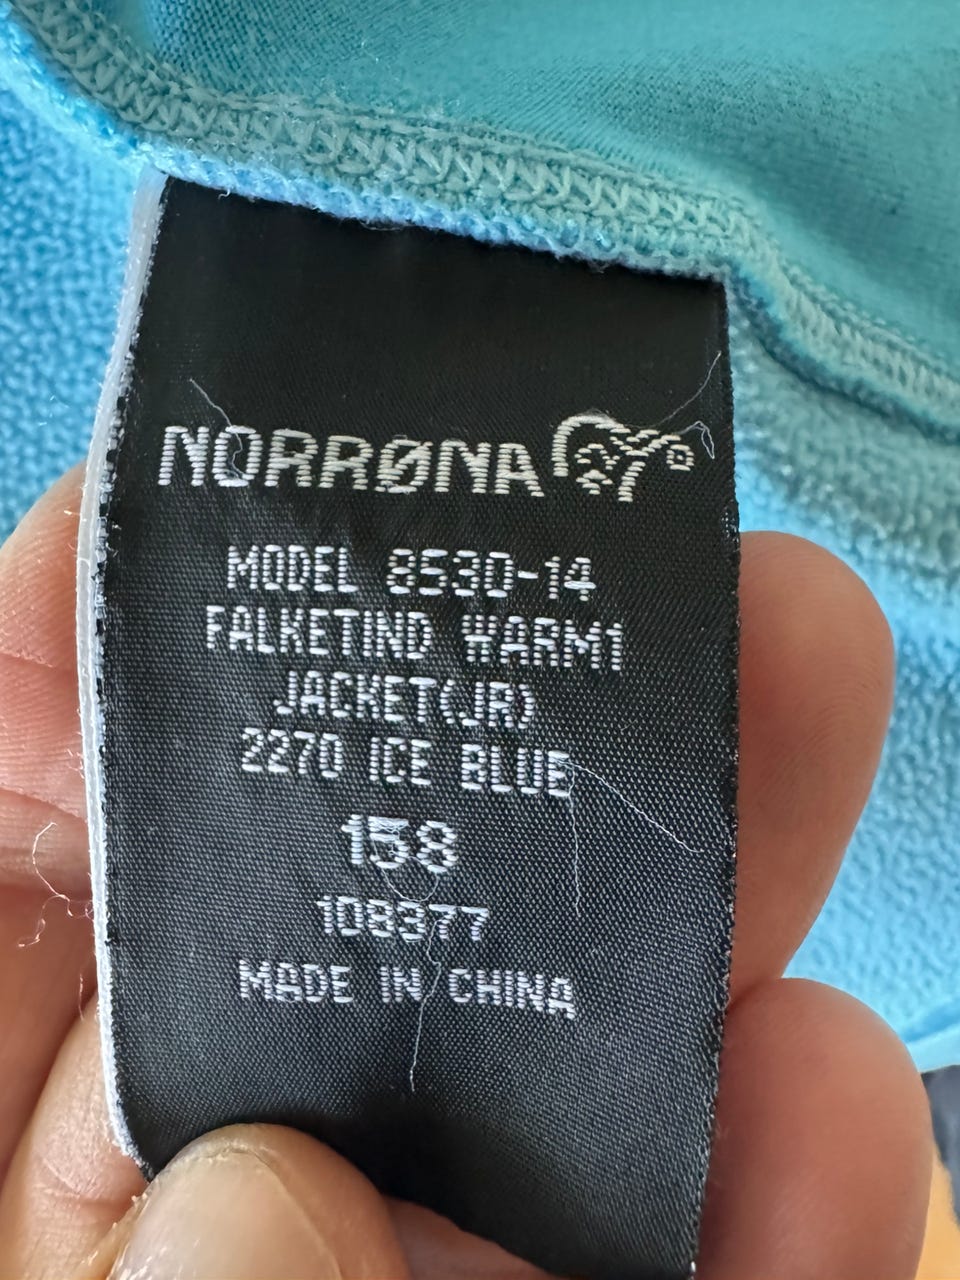 NORRØNA
MODEL 8530-14
FALKETIND WARM1
JACKET(JR)
2270 ICE BLUE
158
108377
MADE IN CHINA